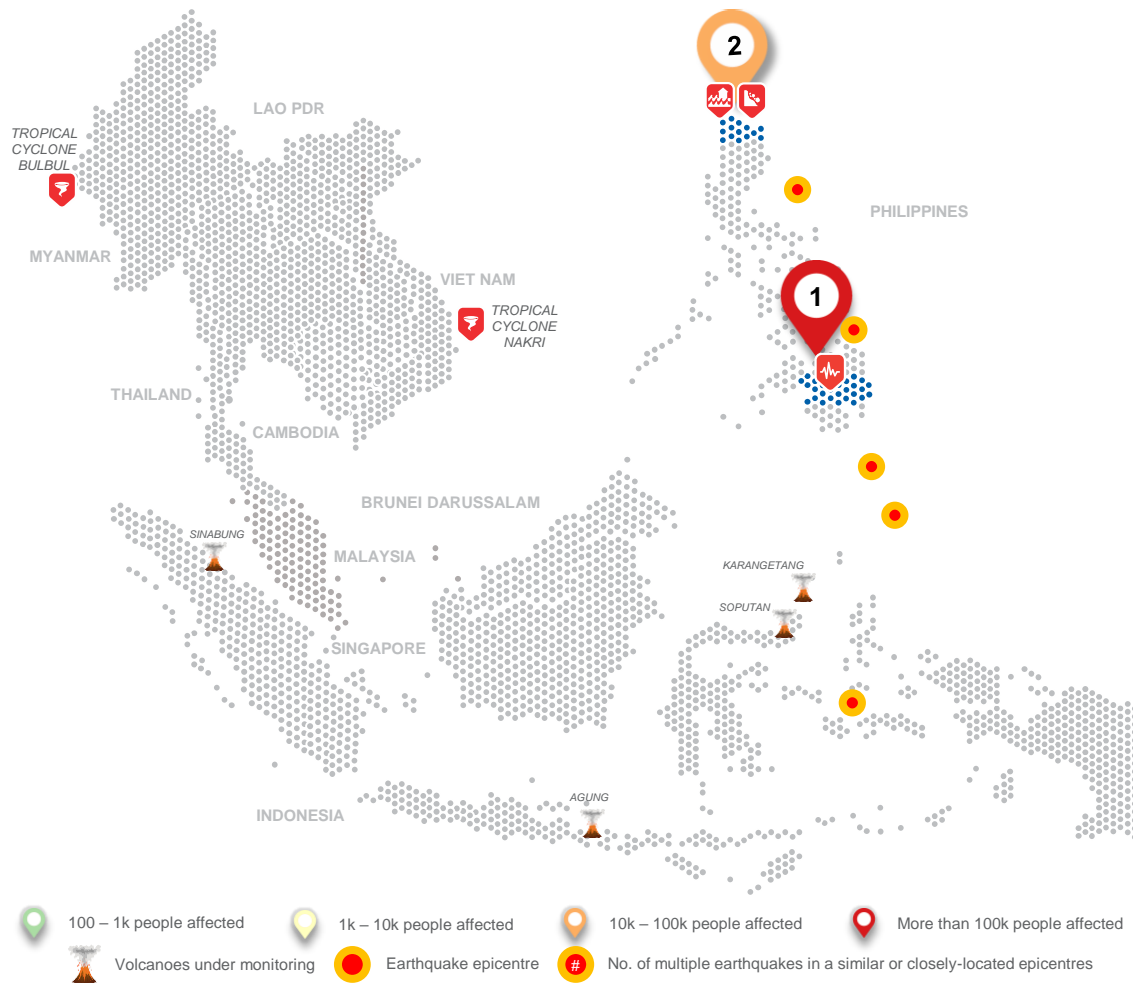 2
LAO PDR
TROPICAL
CYCLONE
BULBUL
PHILIPPINES
MYANMAR
VIET NAM
1
TROPICAL
CYCLONE
NAKRI
THAILAND
CAMBODIA
BRUNEI DARUSSALAM
SINABUNG
MALAYSIA
KARANGETANG
SOPUTAN
SINGAPORE
AGUNG
INDONESIA
100 – 1k people affected
1k – 10k people affected
10k – 100k people affected
More than 100k people affected
Volcanoes under monitoring
Earthquake epicentre
#
No. of multiple earthquakes in a similar or closely-located epicentres